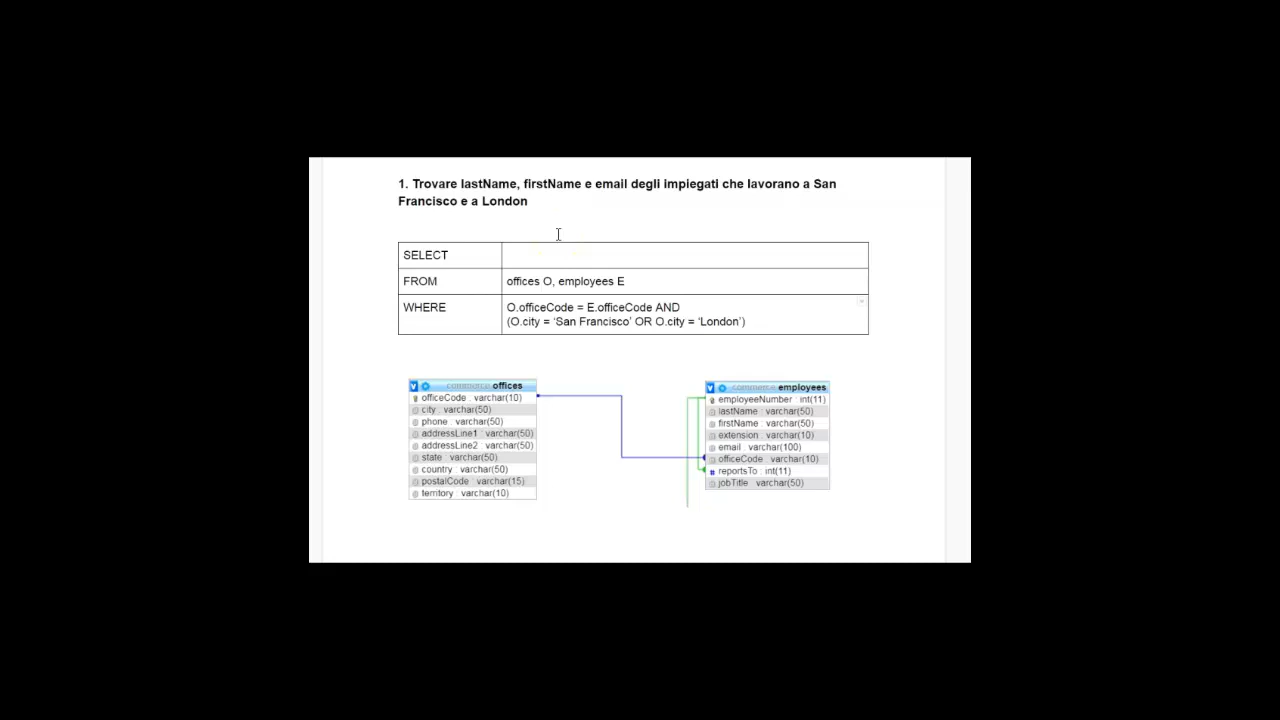 1. Trovare lastName, firstName e email degli impiegati che lavorano a San
Francisco e a London
SELECT
FROM offices O, employees E
WHERE O.officeCode = E.officeCode AND
(O.city = ‘San Francisco’ OR O.city = ‘London’)
commerce offices
officeCode : varchar(10)
city : varchar(50)
phone : varchar(50)
addressLine1 : varchar(50)
addressLine2 : varchar(50)
state : varchar(50)
country : varchar(50)
postalCode : varchar(15)
territory : varchar(10)
commerce employees
employeeNumber : int(11)
lastName : varchar(50)
firstName : varchar(50)
extension : varchar(10)
email : varchar(100)
officeCode : varchar(10)
reportsTo : int(11)
jobTitle : varchar(50)